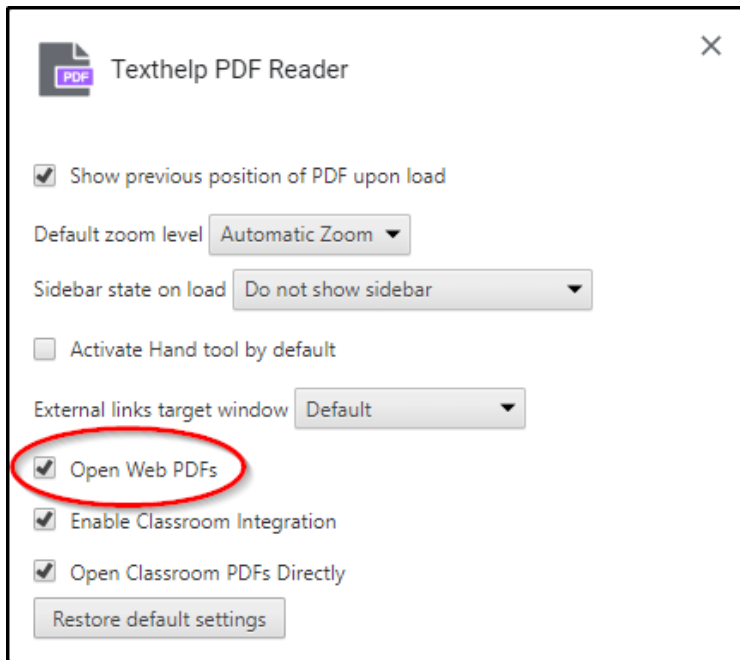 PDF
Texthelp PDF Reader
Show previous position of PDF upon load
Default zoom level Automatic Zoom
Sidebar state on load Do not show sidebar
Activate Hand tool by default
External links target window Default
Open Web PDFs
Enable Classroom Integration
Open Classroom PDFs Directly
Restore default settings